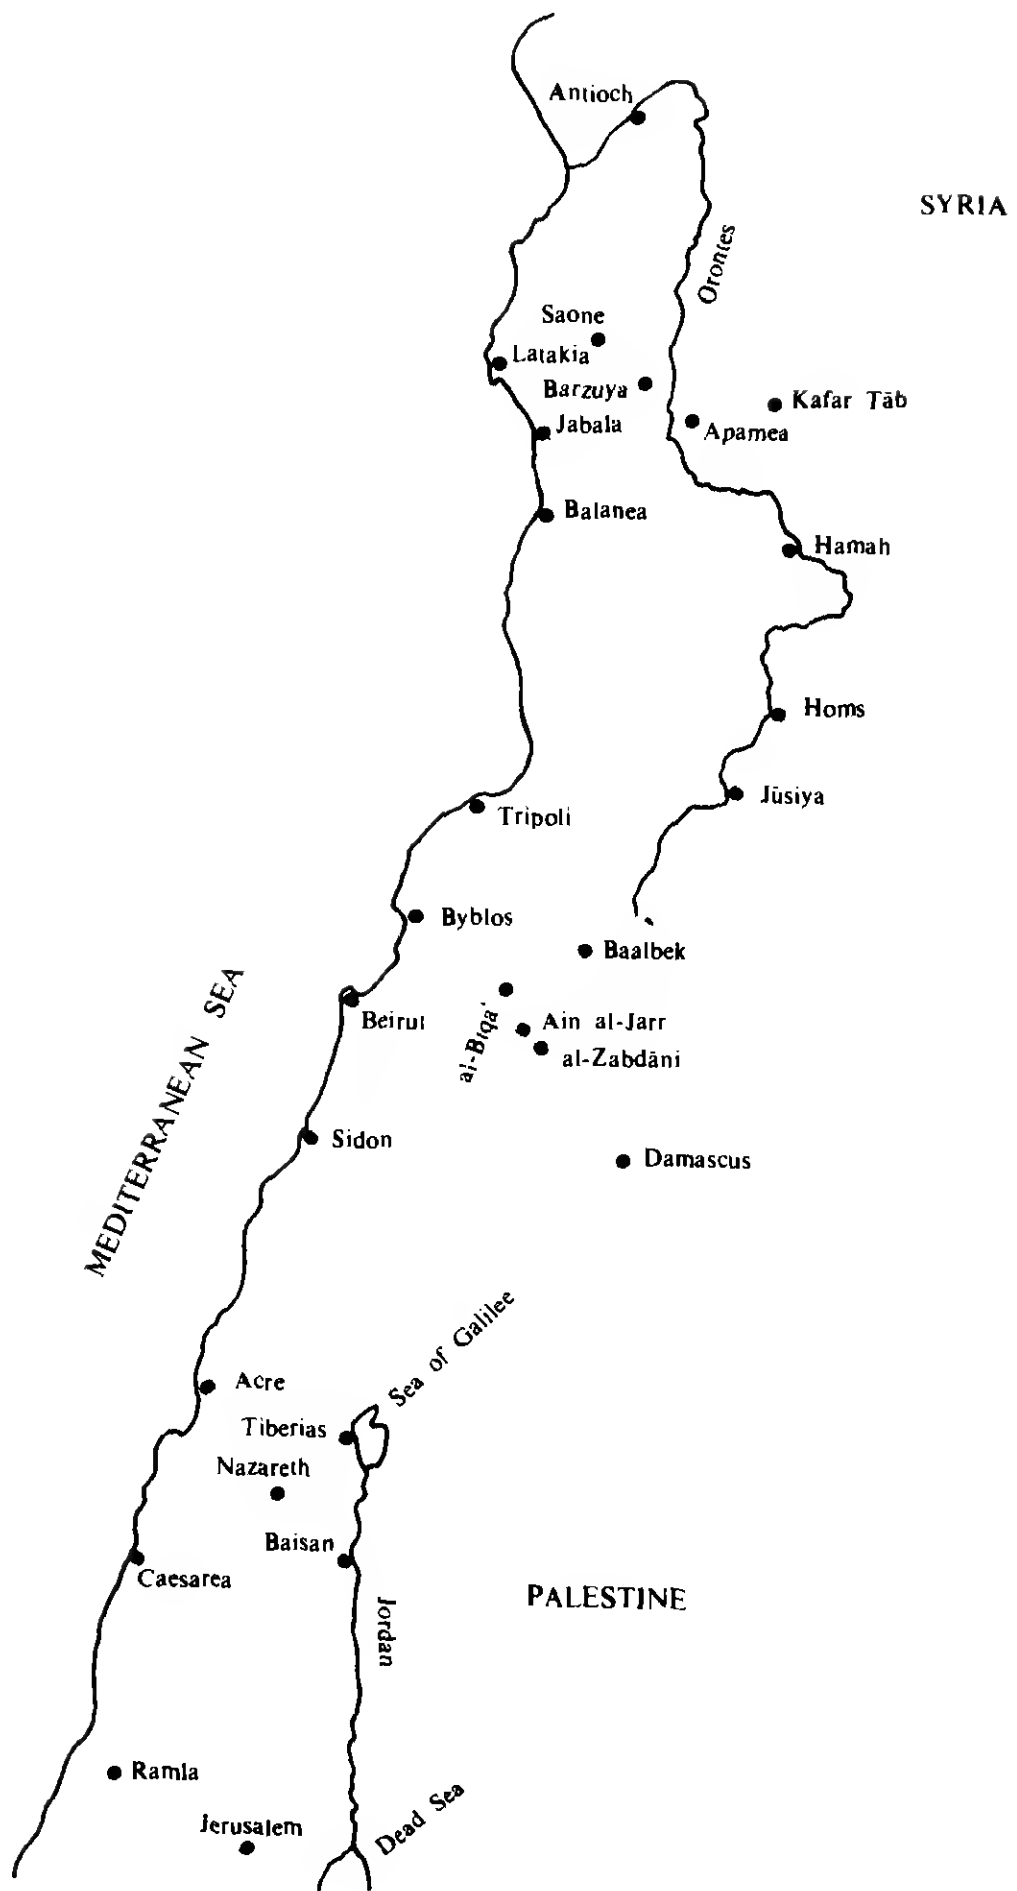 Antioch
SYRIA
Orontes
Saone
Latakia
Barzuya
Kafar Tāb
Jabala
Apamea
Balanea
Hamah
Homs
Jūsiya
Tripoli
Byblos
Baalbek
MEDITERRANEAN SEA
Beirut
al-Biqa‘
Ain al-Jarr
al-Zabdāni
Sidon
Damascus
Sea of Galilee
Acre
Tiberias
Nazareth
Baisan
Caesarea
PALESTINE
Jordan
Ramla
Dead Sea
Jerusalem